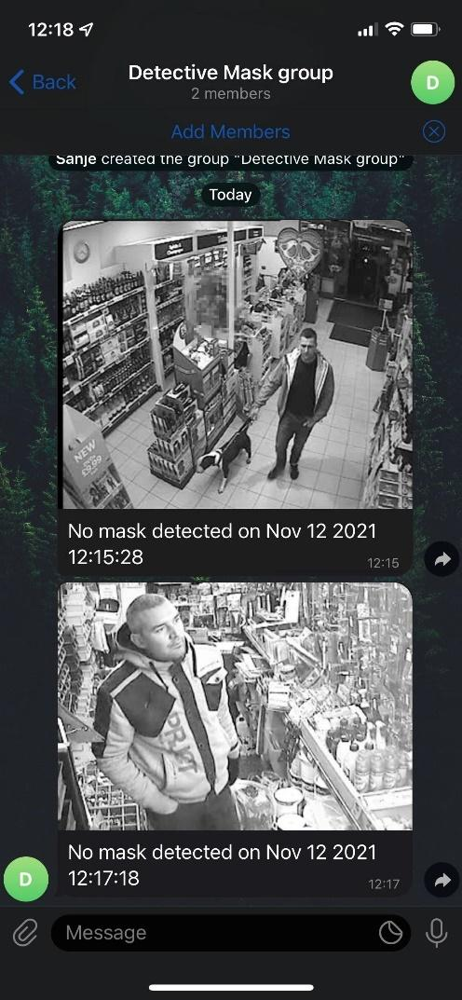 12:18
Back
Detective Mask group
D
2 members
Add Members
Sanje created the group "Detective Mask group"
Today
NEW
£9.99
No mask detected on Nov 12 2021
12:15:28
12:15
No mask detected on Nov 12 2021
12:17:18
12:17
D
Message